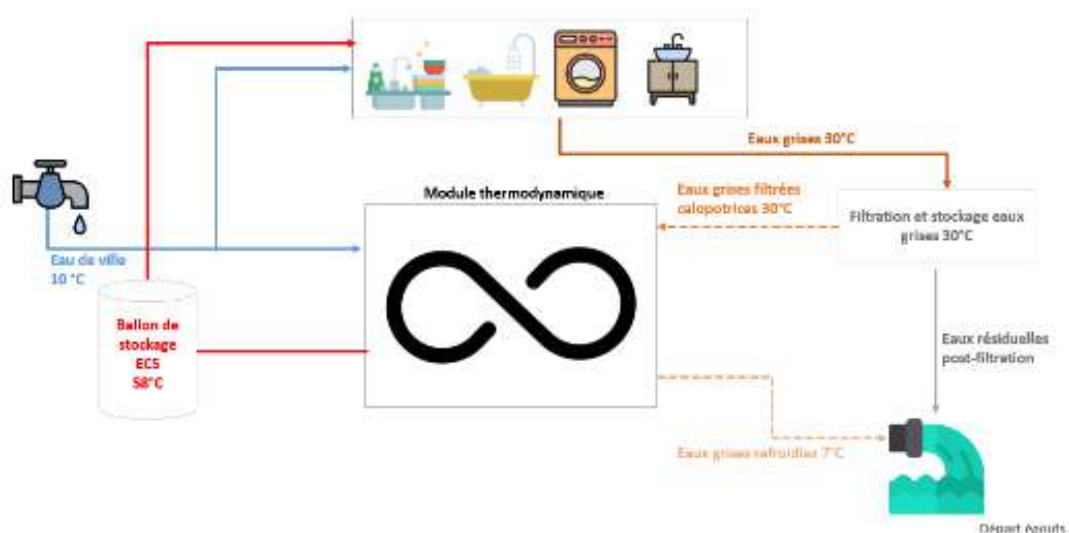 Eaux grises 30°C
Module thermodynamique
Eaux grises filtrées
calopotrices 30°C
Filtration et stockage eaux
grises 30°C
Eau de ville
10 °C
Ballon de
stockage
ECS
58°C
Eaux résiduelles
post-filtration
Eaux grises refroidies 7°C
Départ égouts